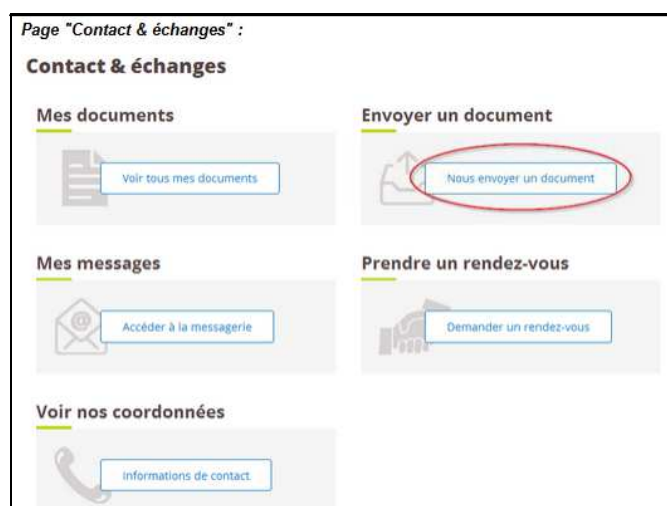 Page "Contact & échanges" :
Contact & échanges
Mes documents
Voir tous mes documents
Envoyer un document
Nous envoyer un document
Mes messages
@
Accéder à la messagerie
Prendre un rendez-vous
Demander un rendez-vous
Voir nos coordonnées
Informations de contact